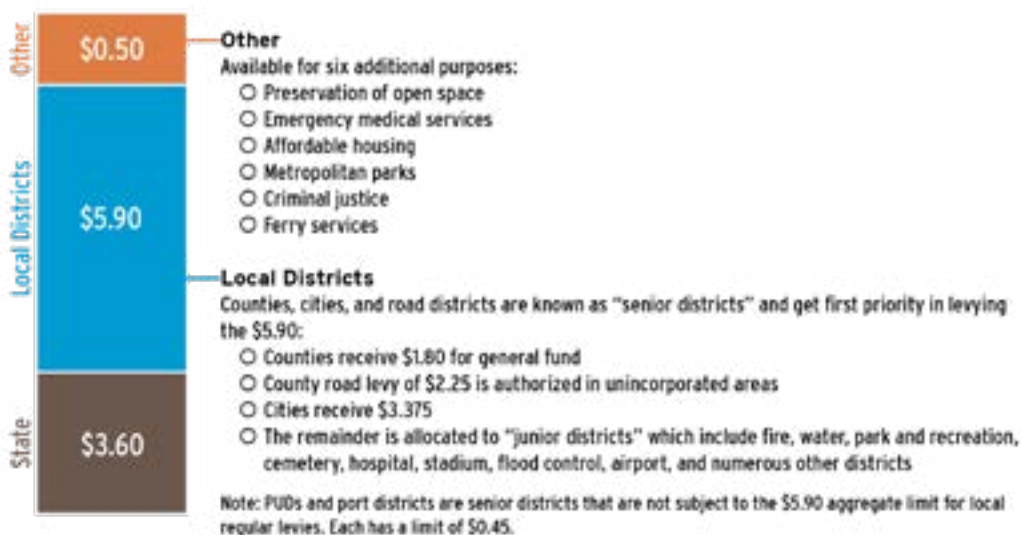 Other
$0.50
Other
Available for six additional purposes:
○ Preservation of open space
○ Emergency medical services
○ Affordable housing
○ Metropolitan parks
○ Criminal justice
○ Ferry services
Local Districts
$5.90
Local Districts
Counties, cities, and road districts are known as "senior districts" and get first priority in levying
the $5.90:
○ Counties receive $1.80 for general fund
○ County road levy of $2.25 is authorized in unincorporated areas
○ Cities receive $3.375
○ The remainder is allocated to "junior districts" which include fire, water, park and recreation,
cemetery, hospital, stadium, flood control, airport, and numerous other districts
State
$3.60
Note: PUDs and port districts are senior districts that are not subject to the $5.90 aggregate limit for local
regular levies. Each has a limit of $0.45.